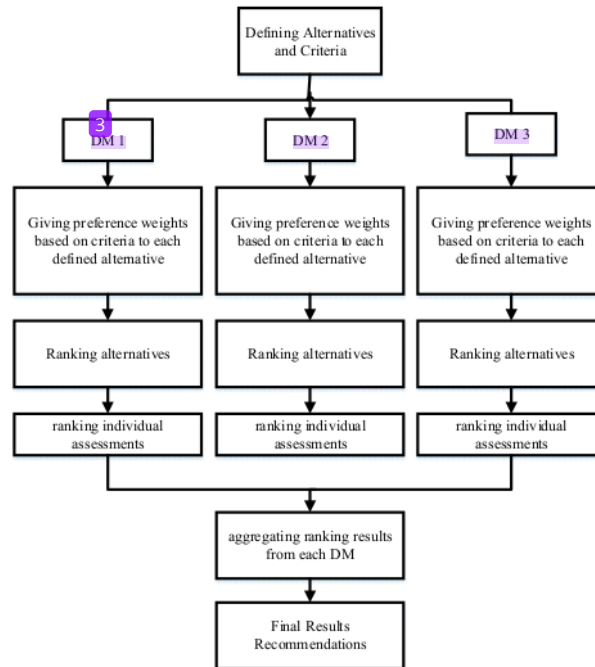 Defining Alternatives
and Criteria
3
DM 1
DM 2
DM 3
Giving preference weights
based on criteria to each
defined alternative
Giving preference weights
based on criteria to each
defined alternative
Giving preference weights
based on criteria to each
defined alternative
Ranking alternatives
Ranking alternatives
Ranking alternatives
ranking individual
assessments
ranking individual
assessments
ranking individual
assessments
aggregating ranking results
from each DM
Final Results
Recommendations